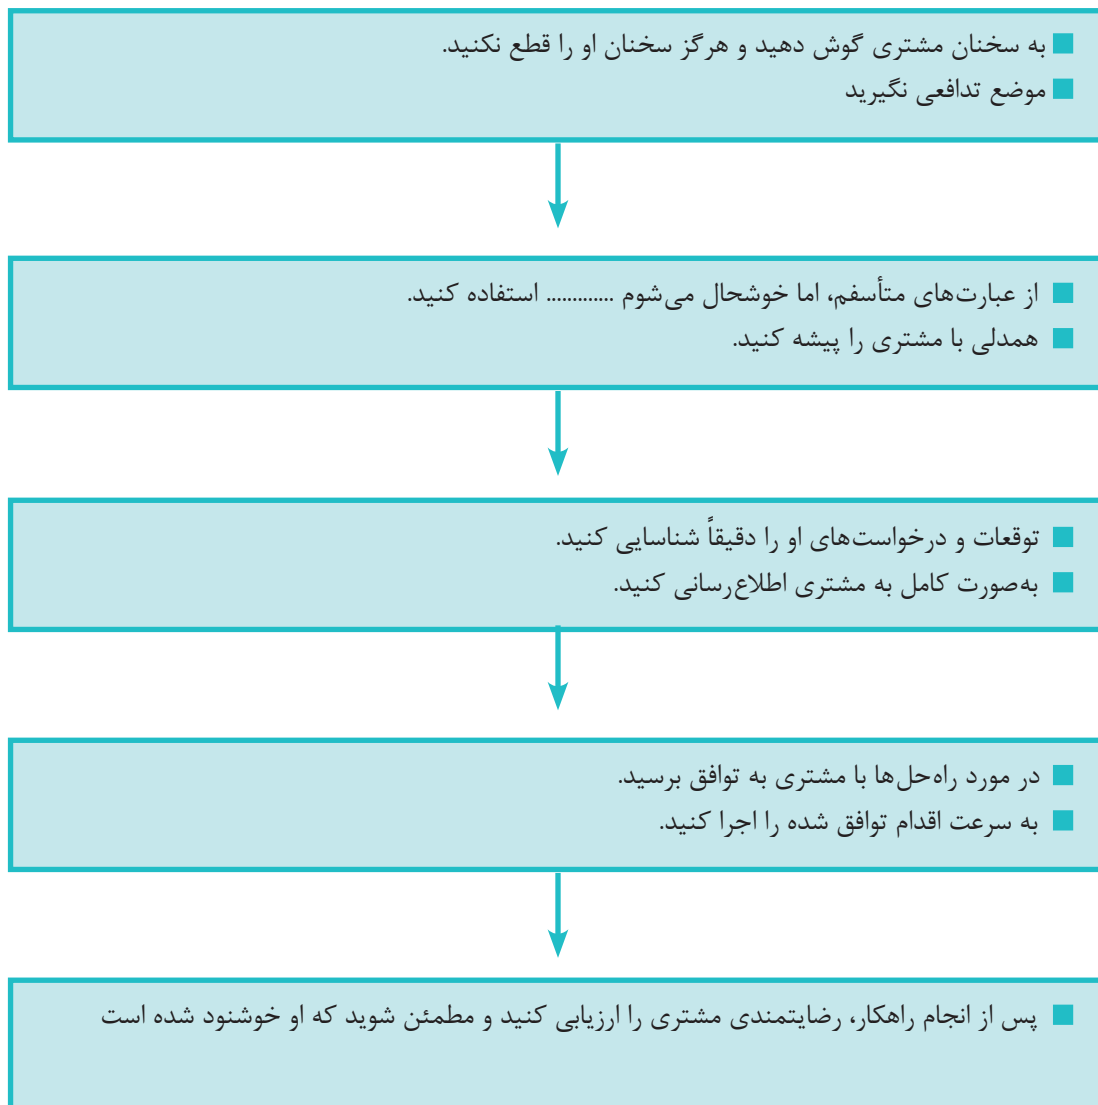 ■ به سخنان مشتری گوش دهید و هرگز سخنان او را قطع نکنید.
■ موضع تدافعی نگیرید
■ از عبارت‌های متأسفم، اما خوشحال می‌شوم ............. استفاده کنید.
■ همدلی با مشتری را پیشه کنید.
■ توقعات و درخواست‌های او را دقیقاً شناسایی کنید.
■ به‌صورت کامل به مشتری اطلاع‌رسانی کنید.
■ در مورد راه‌حل‌ها با مشتری به توافق برسید.
■ به سرعت اقدام توافق شده را اجرا کنید.
■ پس از انجام راهکار، رضایتمندی مشتری را ارزیابی کنید و مطمئن شوید که او خوشنود شده است